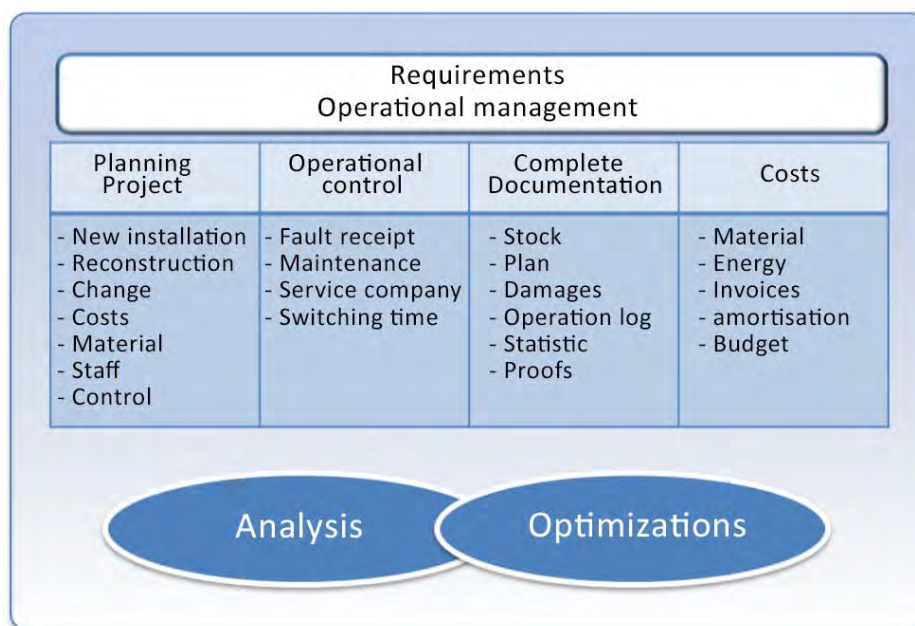 Requirements
Operational management
Planning
Project
Operational
control
Complete
Documentation
Costs
- New installation
- Reconstruction
- Change
- Costs
- Material
- Staff
- Control
- Fault receipt
- Maintenance
- Service company
- Switching time
- Stock
- Plan
- Damages
- Operation log
- Statistic
- Proofs
- Material
- Energy
- Invoices
- amortisation
- Budget
Analysis
Optimizations